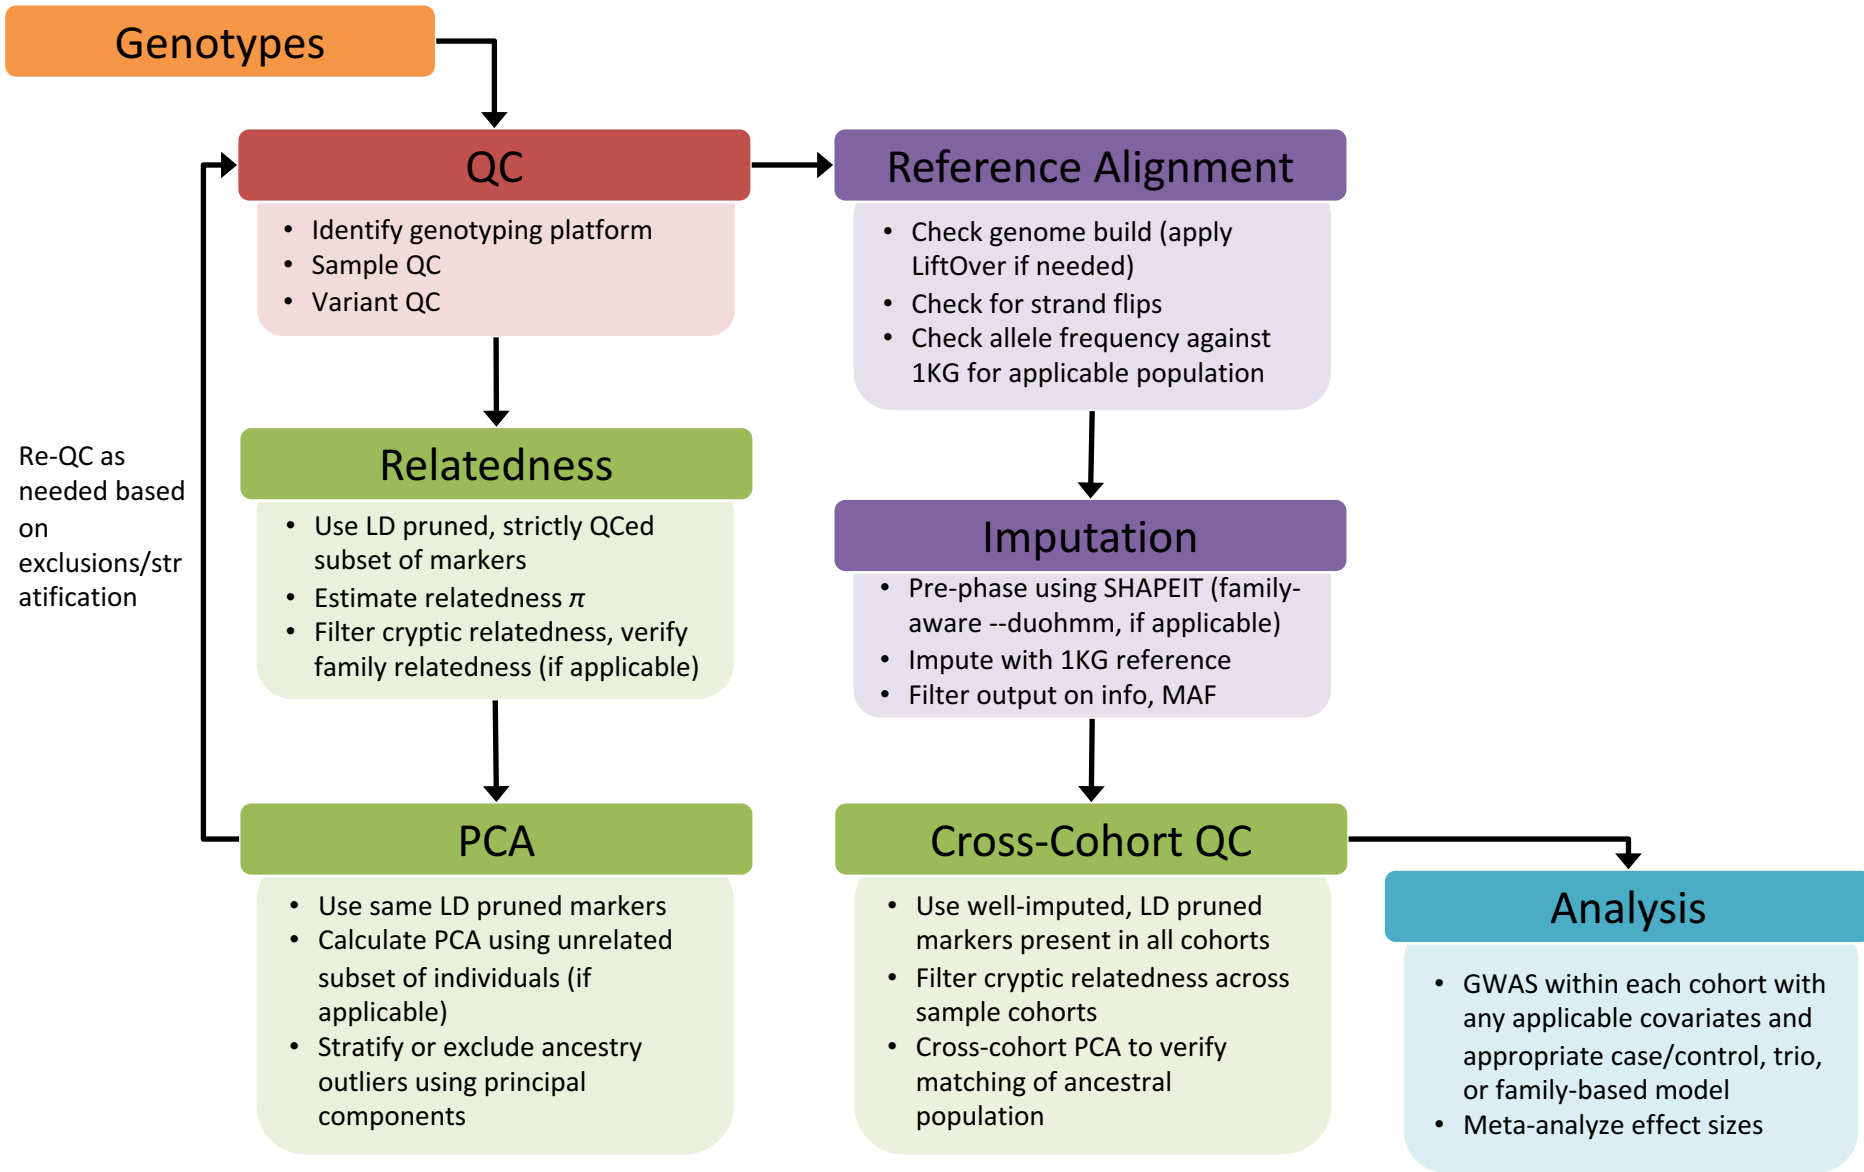 Genotypes
QC
• Identify genotyping platform
• Sample QC
• Variant QC
Relatedness
• Use LD pruned, strictly QCed
subset of markers
• Estimate relatedness π
• Filter cryptic relatedness, verify
family relatedness (if applicable)
PCA
• Use same LD pruned markers
• Calculate PCA using unrelated
subset of individuals (if
applicable)
• Stratify or exclude ancestry
outliers using principal
components
Re-QC as
needed based
on
exclusions/str
atification
Reference Alignment
• Check genome build (apply
LiftOver if needed)
• Check for strand flips
• Check allele frequency against
1KG for applicable population
Imputation
• Pre-phase using SHAPEIT (family-
aware --duohmm, if applicable)
• Impute with 1KG reference
• Filter output on info, MAF
Cross-Cohort QC
• Use well-imputed, LD pruned
markers present in all cohorts
• Filter cryptic relatedness across
sample cohorts
• Cross-cohort PCA to verify
matching of ancestral
population
Analysis
• GWAS within each cohort with
any applicable covariates and
appropriate case/control, trio,
or family-based model
• Meta-analyze effect sizes